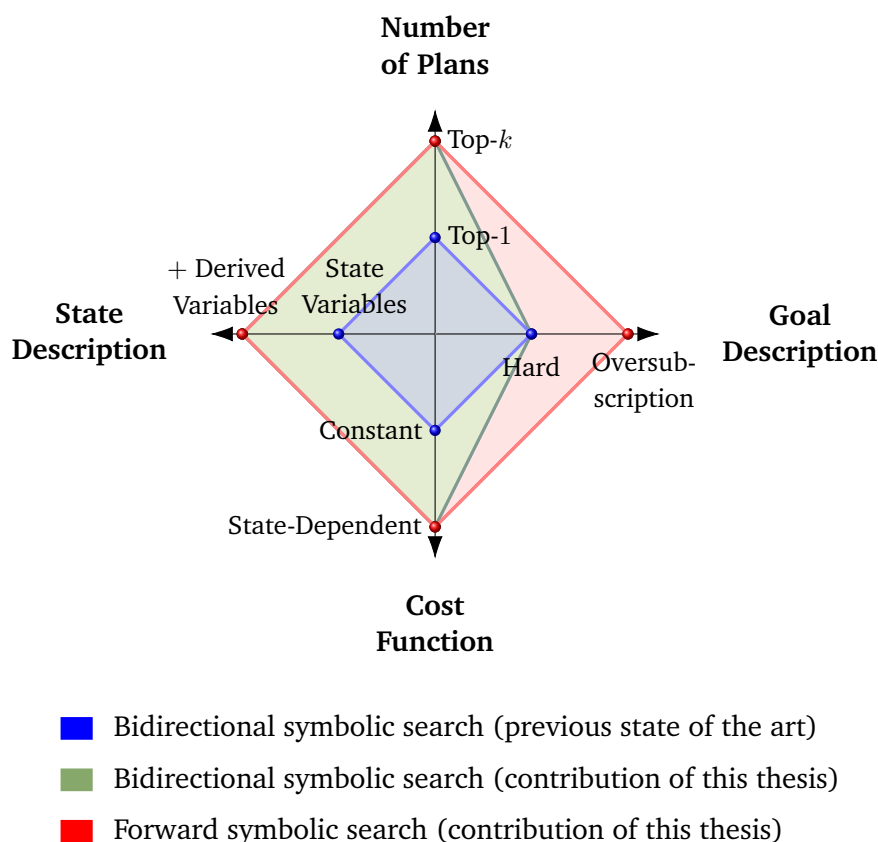 Number
of Plans
Top-k
Top-1
+ Derived
Variables
State
Variables
State
Description
Goal
Description
Hard
Oversub-
scription
Constant
State-Dependent
Cost
Function
Bidirectional symbolic search (previous state of the art)
Bidirectional symbolic search (contribution of this thesis)
Forward symbolic search (contribution of this thesis)